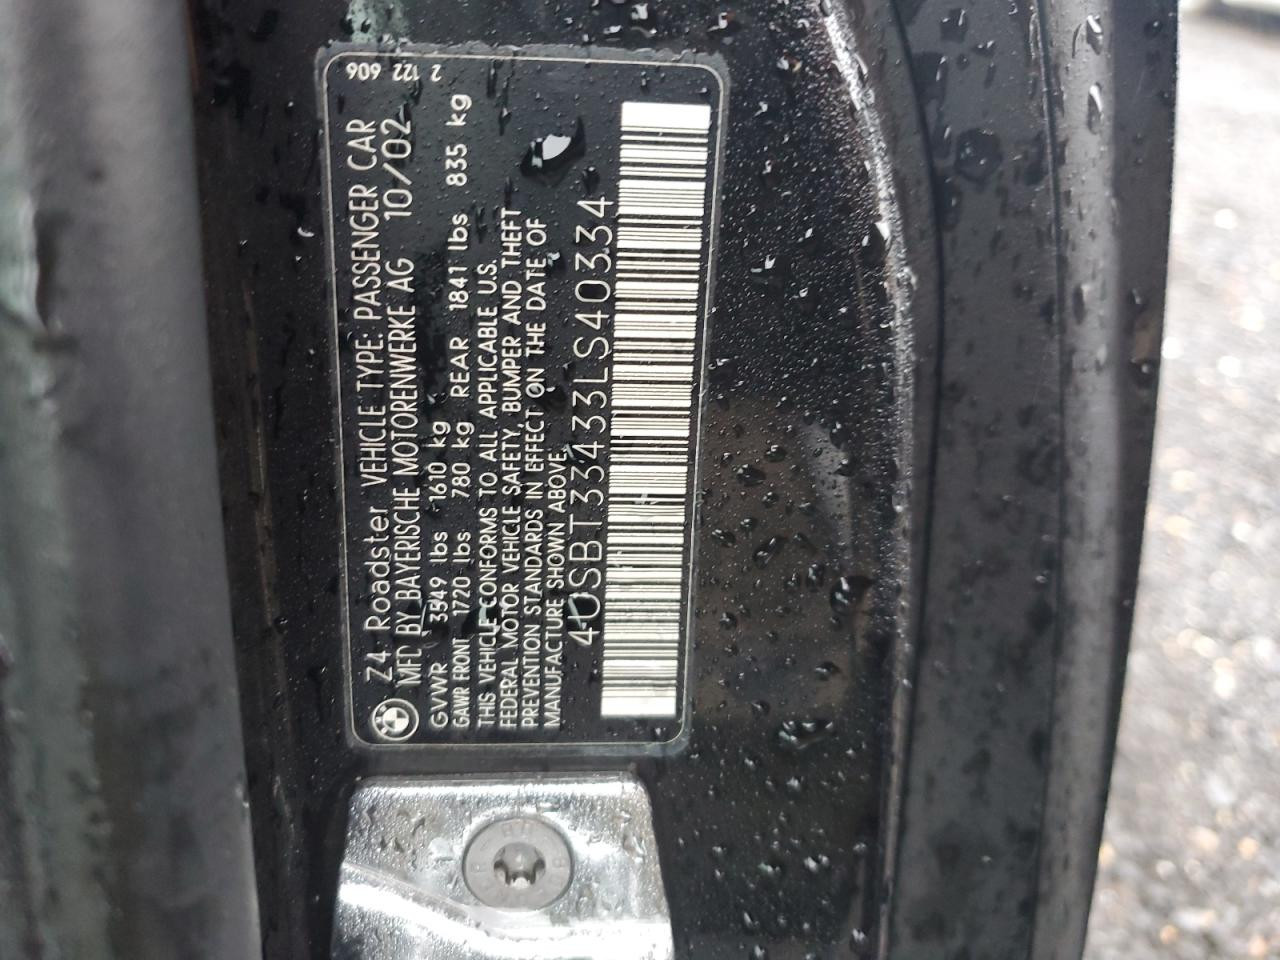 2 122 606
Z4 Roadster VEHICLE TYPE: PASSENGER CAR
MFD BY BAYERISCHE MOTORENWERKE AG 10/02
GVWR 3549 lbs 1610 kg
GAWR FRONT 1720 lbs 780 kg REAR 1841 lbs 835 kg
THIS VEHICLE CONFORMS TO ALL APPLICABLE U.S.
FEDERAL MOTOR VEHICLE SAFETY, BUMPER AND THEFT
PREVENTION STANDARDS IN EFFECT ON THE DATE OF
MANUFACTURE SHOWN ABOVE.
4USBT33433LS40334